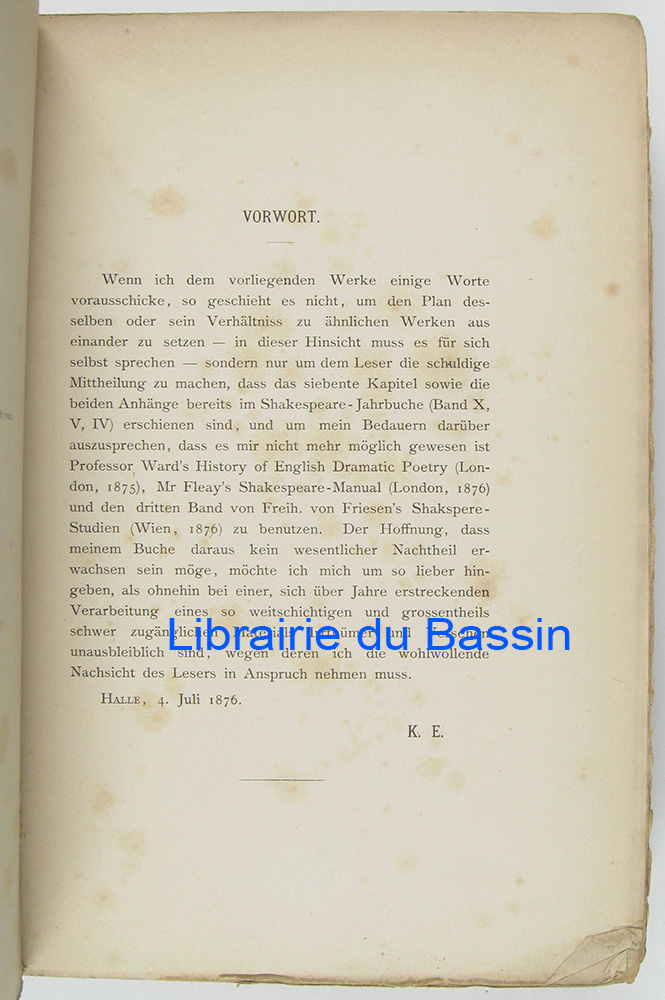 VORWORT.
Wenn ich dem vorliegenden Werke einige Worte
vorausschicke, so geschieht es nicht, um den Plan des-
selben oder sein Verhältniss zu ähnlichen Werken aus
einander zu setzen — in dieser Hinsicht muss es für sich
selbst sprechen — sondern nur um dem Leser die schuldige
Mittheilung zu machen, dass das siebente Kapitel sowie die
beiden Anhänge bereits im Shakespeare-Jahrbuche (Band X,
V, IV) erschienen sind, und um mein Bedauern darüber
auszusprechen, dass es mir nicht mehr möglich gewesen ist
Professor Ward's History of English Dramatic Poetry (Lon-
don, 1875), Mr Fleay's Shakespeare-Manual (London, 1876)
und den dritten Band von Freih. von Friesen's Shakspere-
Studien (Wien, 1876) zu benutzen. Der Hoffnung, dass
meinem Buche daraus kein wesentlicher Nachtheil er-
wachsen sein möge, möchte ich mich um so lieber hin-
geben, als ohnehin bei einer, sich über Jahre erstreckenden
Verarbeitung eines so weitschichtigen und grossentheils
schwer zugänglichen Materials Irrthümer und Versehen
Librairie du Bassin
unausbleiblich sind, wegen deren ich die wohlwollende
Nachsicht des Lesers in Anspruch nehmen muss.
HALLE, 4. Juli 1876.
K. E.